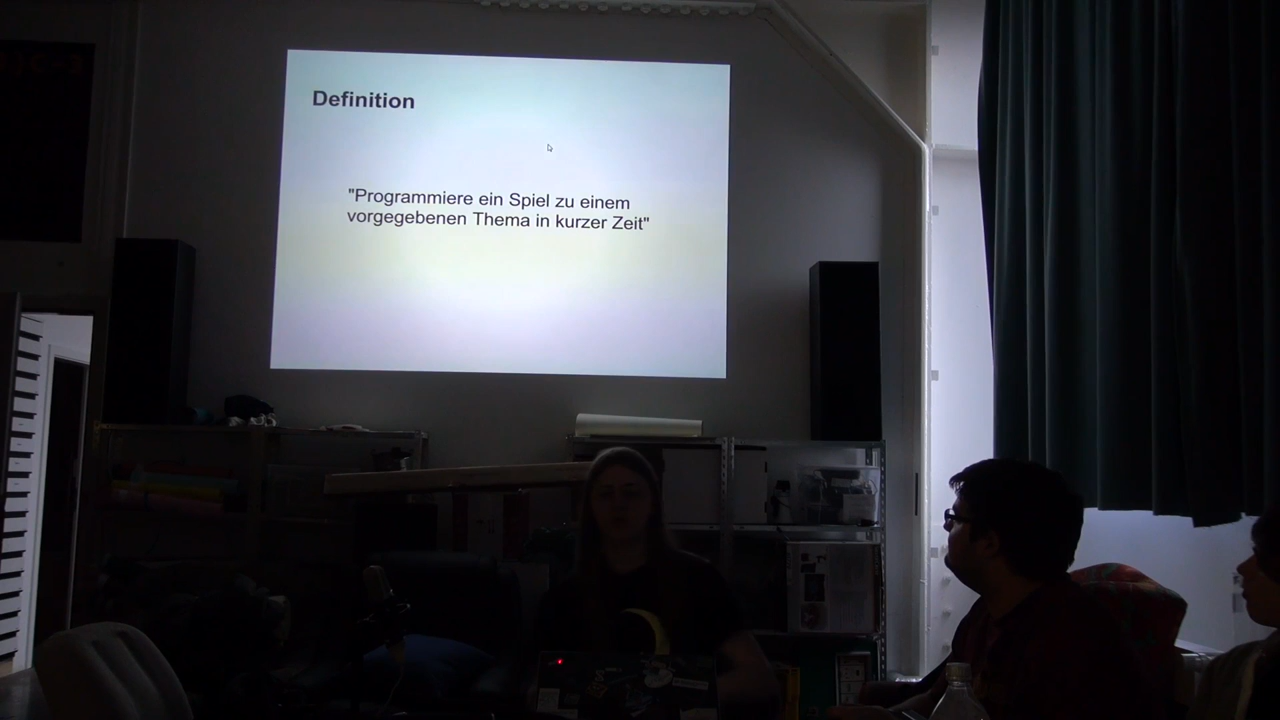 Definition
"Programmiere ein Spiel zu einem
vorgegebenen Thema in kurzer Zeit"